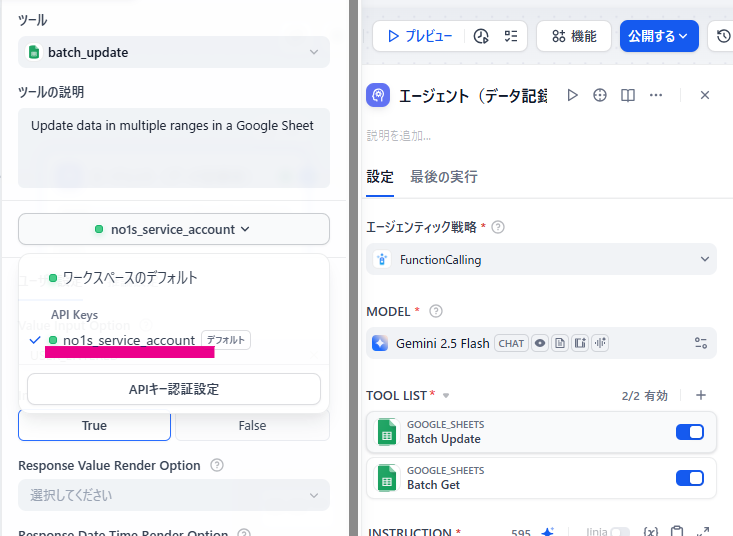 ツール
batch_update
ツールの説明
Update data in multiple ranges in a Google Sheet
no1s_service_account
ワークスペースのデフォルト
API Keys
no1s_service_account デフォルト
APIキー認証設定
True False
Response Value Render Option
選択してください
Response Date Time Render Option
プレビュー 機能 公開する
エージェント（データ記録
説明を追加...
設定 最後の実行
エージェンティック戦略 *
FunctionCalling
MODEL *
Gemini 2.5 Flash CHAT
TOOL LIST * 2/2 有効
GOOGLE_SHEETS
Batch Update
GOOGLE_SHEETS
Batch Get
INSTRUCTION * 595 Jinja {x}